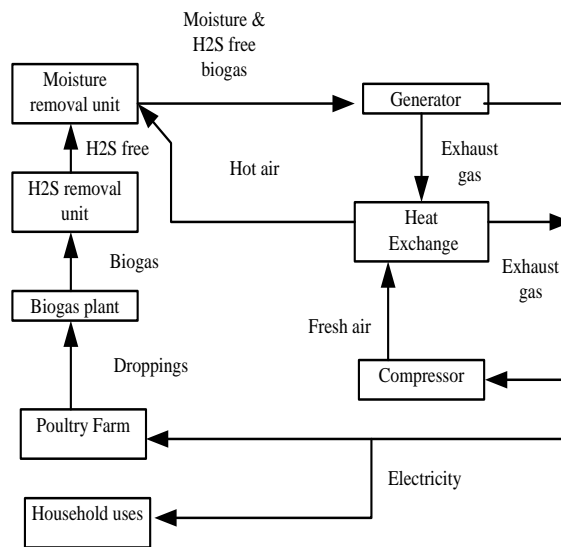 Moisture &
H2S free
biogas
Moisture
removal unit
Generator
H2S free
Hot air
Exhaust
gas
H2S removal
unit
Heat
Exchange
Biogas
Exhaust
gas
Biogas plant
Fresh air
Droppings
Compressor
Poultry Farm
Electricity
Household uses